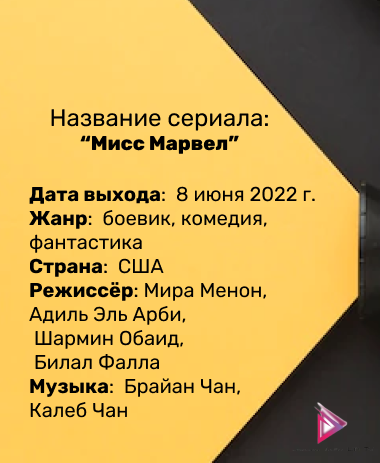 Название сериала:
“Мисс Марвел”
Дата выхода: 8 июня 2022 г.
Жанр: боевик, комедия,
фантастика
Страна: США
Режиссёр: Мира Менон,
Адиль Эль Арби,
Шармин Обаид,
Билал Фалла
Музыка: Брайан Чан,
Калеб Чан